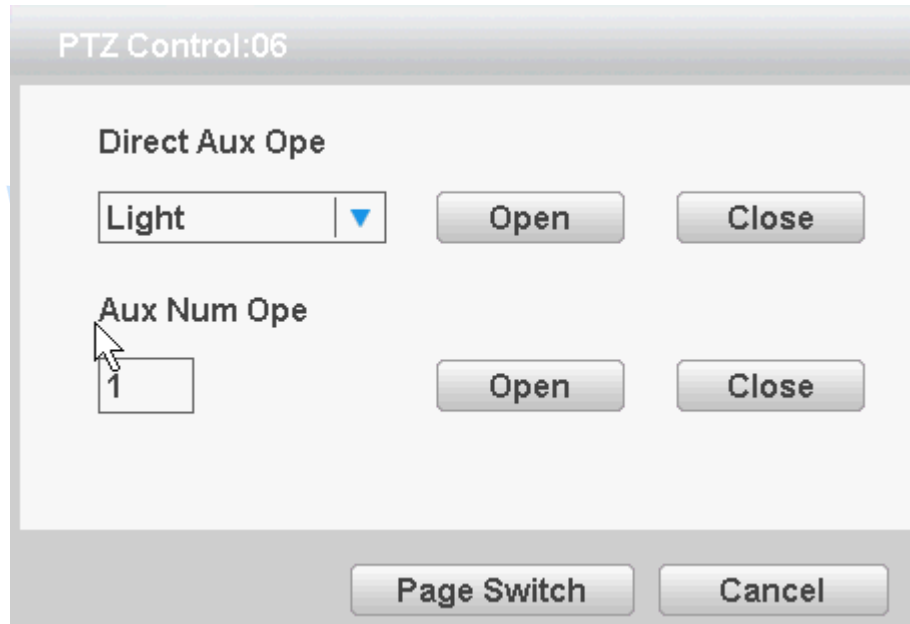 PTZ Control:06
Direct Aux Ope
Light Open Close
Aux Num Ope
1 Open Close
Page Switch Cancel